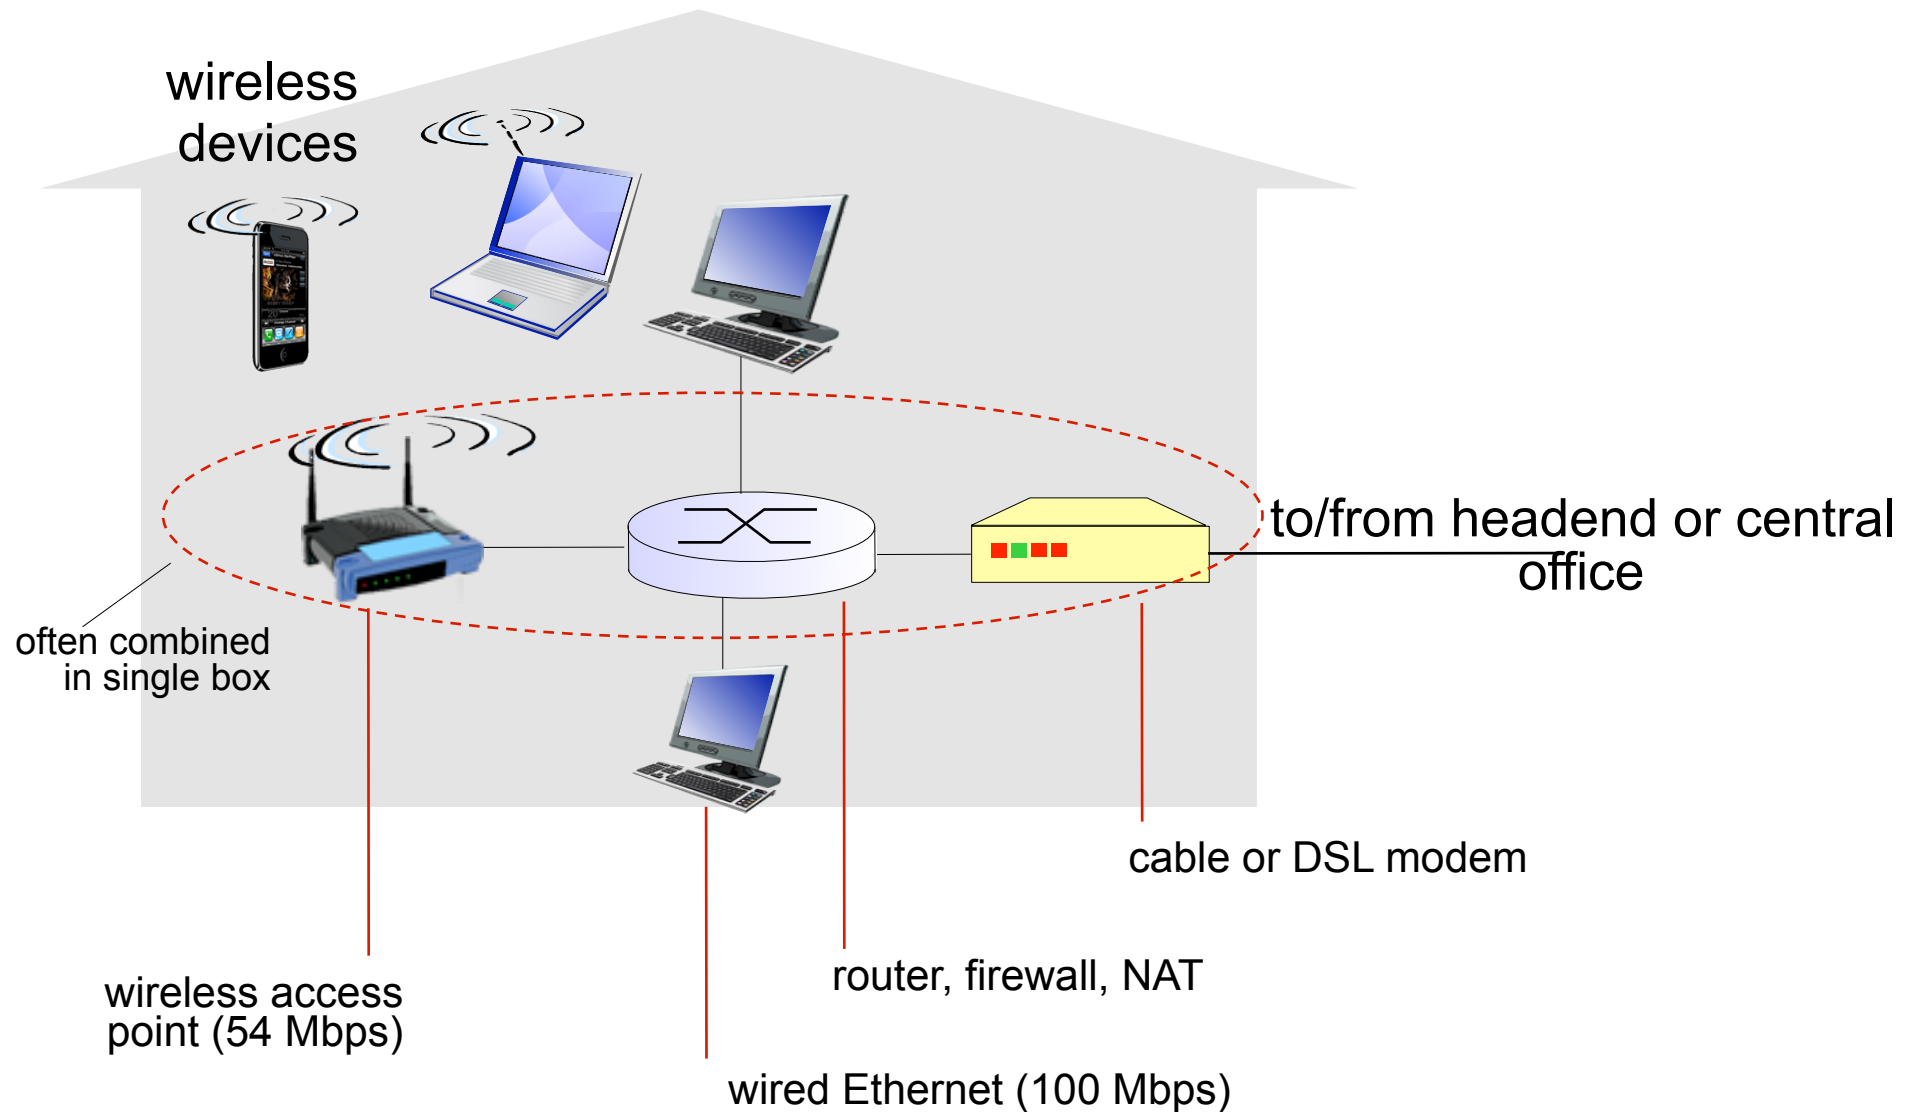 wireless
devices
to/from headend or central
office
often combined
in single box
cable or DSL modem
router, firewall, NAT
wireless access
point (54 Mbps)
wired Ethernet (100 Mbps)